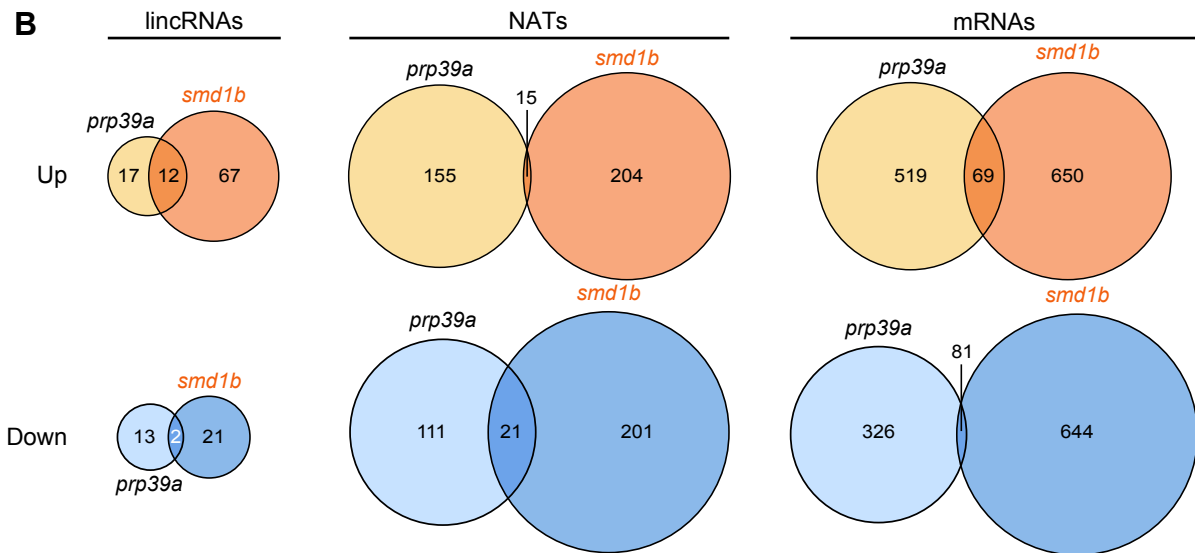 B
lincRNAs
NATs
mRNAs
Up
prp39a
smd1b
17
12
67
prp39a
smd1b
15
155
204
prp39a
smd1b
519
69
650
Down
smd1b
prp39a
13
2
21
prp39a
smd1b
111
21
201
prp39a
smd1b
81
326
644